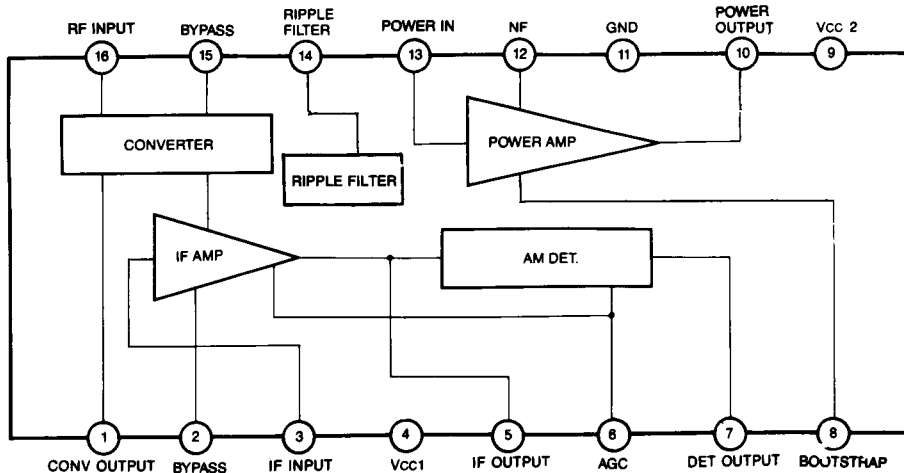 RF INPUT
BYPASS
RIPPLE
FILTER
POWER IN
NF
GND
POWER
OUTPUT
VCC 2
16
15
14
13
12
11
10
9
CONVERTER
RIPPLE FILTER
POWER AMP
IF AMP
AM DET.
1
2
3
4
5
6
7
8
CONV OUTPUT
BYPASS
IF INPUT
VCC1
IF OUTPUT
AGC
DET OUTPUT
BOUTSTHAP